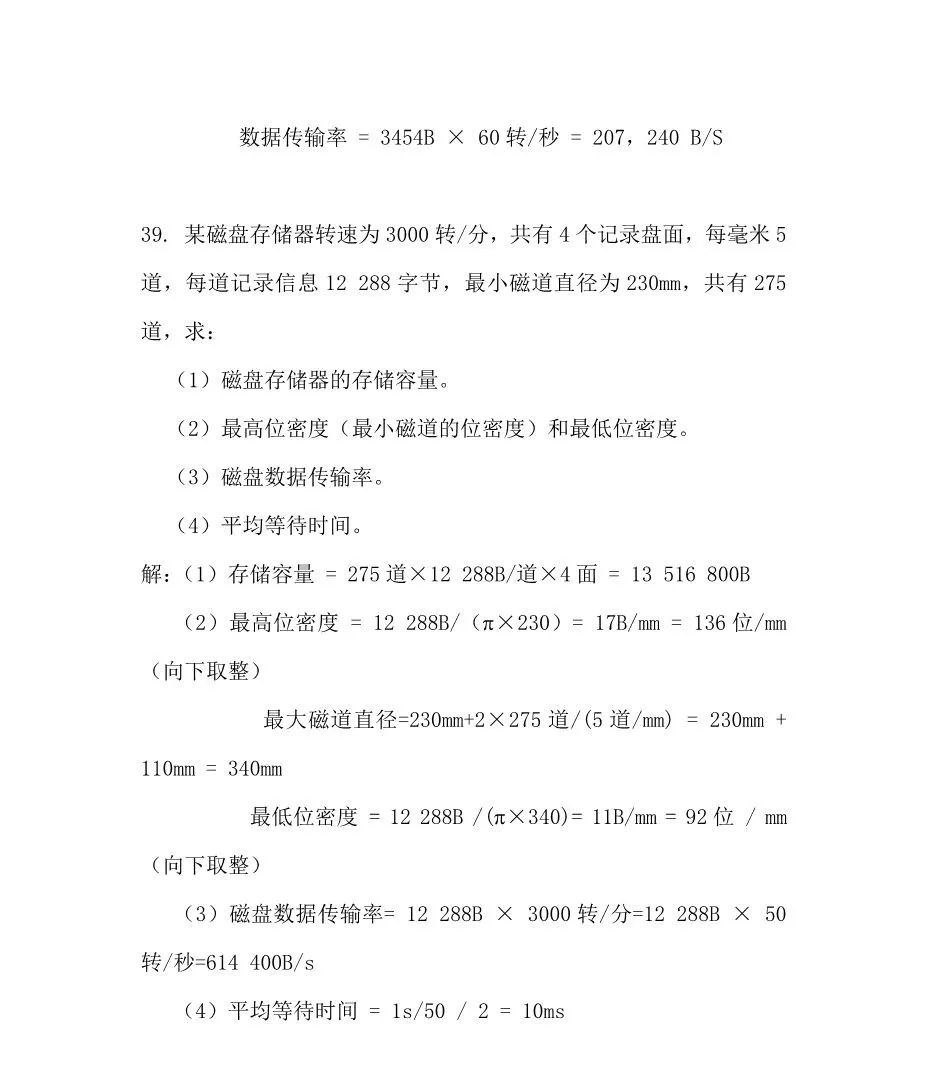 数据传输率 = 3454B × 60转/秒 = 207，240 B/S
39. 某磁盘存储器转速为3000转/分，共有4个记录盘面，每毫米5
道，每道记录信息12 288字节，最小磁道直径为230mm，共有275
道，求：
（1）磁盘存储器的存储容量。
（2）最高位密度（最小磁道的位密度）和最低位密度。
（3）磁盘数据传输率。
（4）平均等待时间。
解：（1）存储容量 = 275道×12 288B/道×4面 = 13 516 800B
（2）最高位密度 = 12 288B/（π×230）= 17B/mm = 136位/mm
（向下取整）
最大磁道直径=230mm+2×275道/(5道/mm) = 230mm +
110mm = 340mm
最低位密度 = 12 288B /(π×340)= 11B/mm = 92位 / mm
（向下取整）
（3）磁盘数据传输率= 12 288B × 3000转/分=12 288B × 50
转/秒=614 400B/s
（4）平均等待时间 = 1s/50 / 2 = 10ms